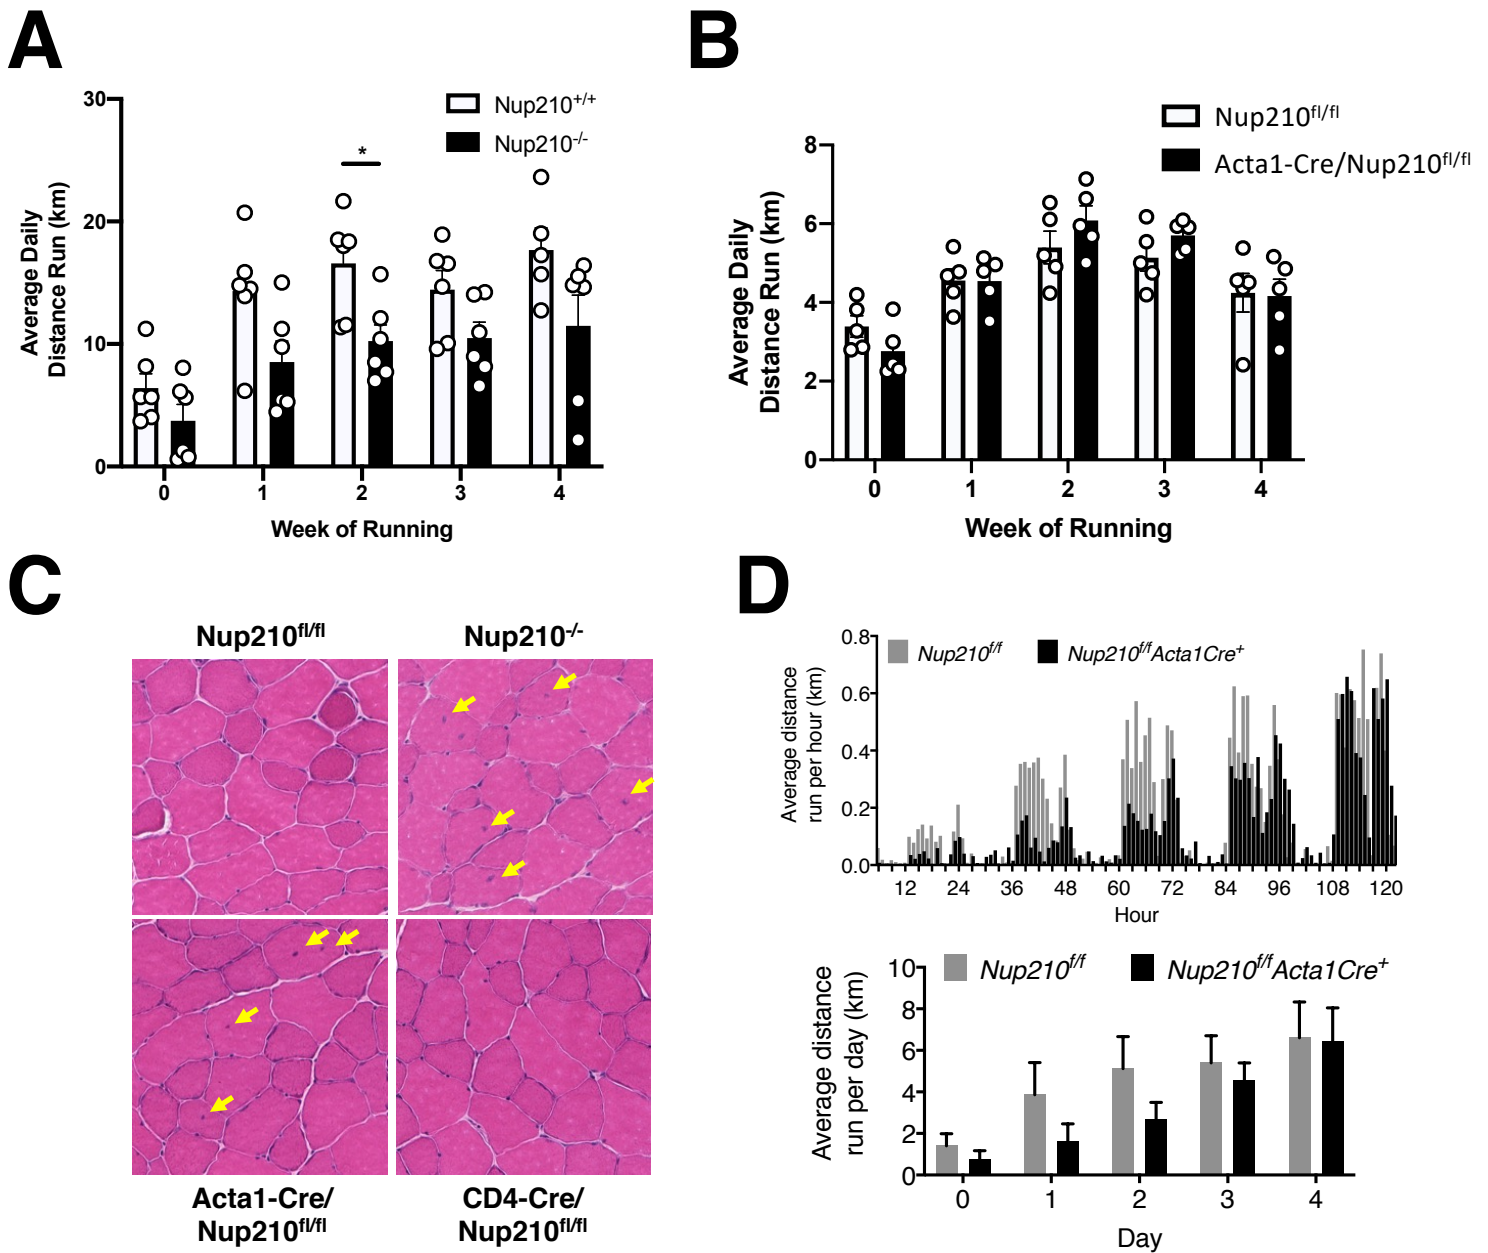 A
30
20
10
0
Average Daily
Distance Run (km)
Nup210+/+
Nup210-/-
*
0 1 2 3 4
Week of Running
B
8
6
4
2
0
Average Daily
Distance Run (km)
Nup210fl/fl
Acta1-Cre/Nup210fl/fl
0 1 2 3 4
Week of Running
C
Nup210fl/fl
Nup210-/-
Acta1-Cre/
Nup210fl/fl
CD4-Cre/
Nup210fl/fl
D
0.8
0.6
0.4
0.2
0.0
Average distance
run per hour (km)
Nup210f/f
Nup210f/fActa1Cre+
12 24 36 48 60 72 84 96 108 120
Hour
10
8
6
4
2
0
Average distance
run per day (km)
Nup210f/f
Nup210f/fActa1Cre+
0 1 2 3 4
Day